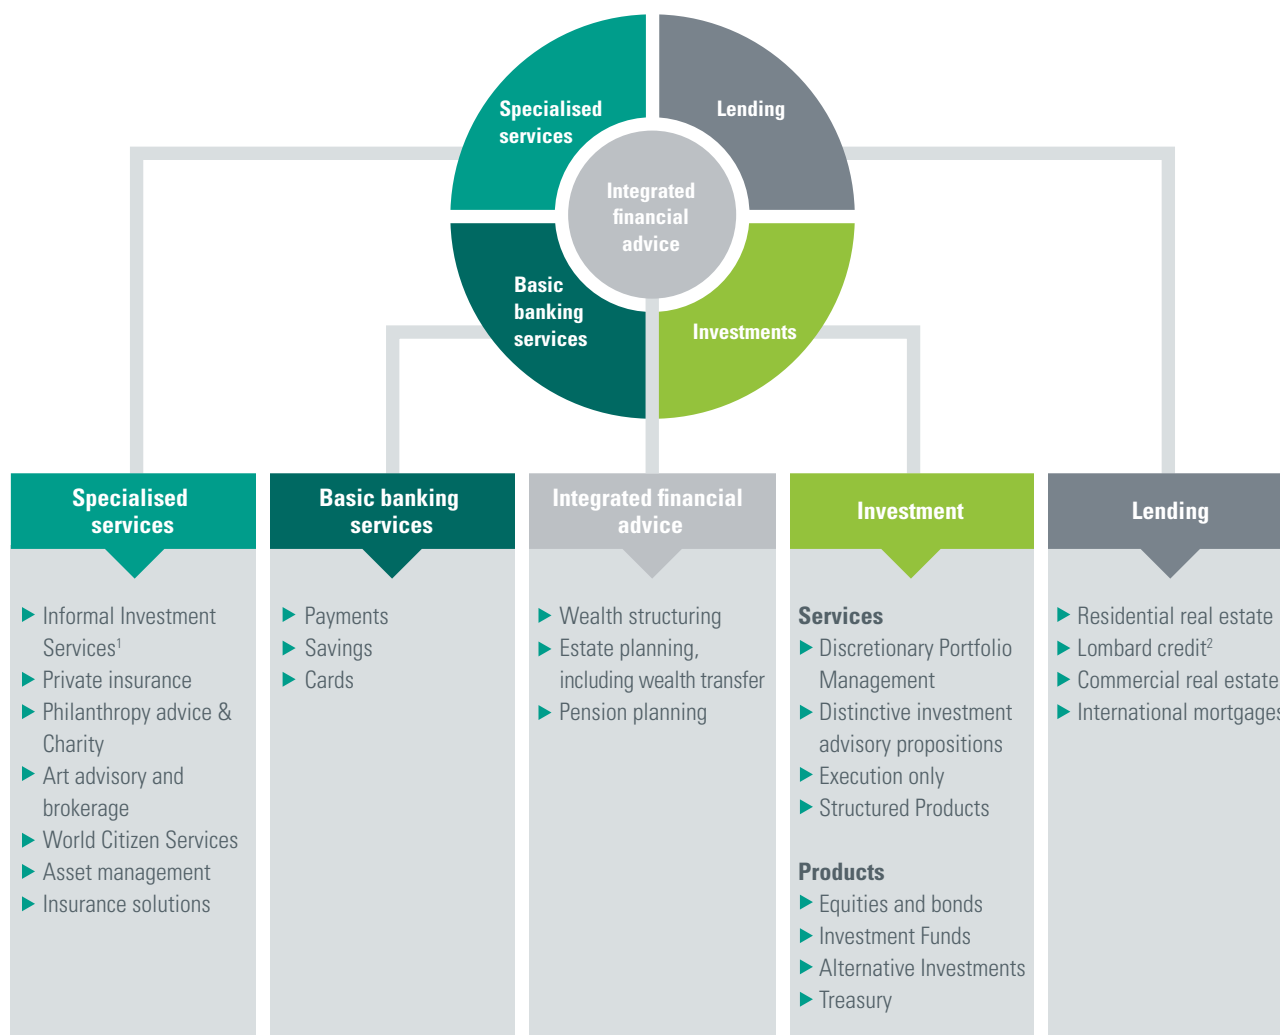 Specialised
services
Lending
Integrated
financial
advice
Basic
banking
services
Investments
Specialised
services
Informal Investment
Services¹
Private insurance
Philanthropy advice &
Charity
Art advisory and
brokerage
World Citizen Services
Asset management
Insurance solutions
Basic banking
services
Payments
Savings
Cards
Integrated financial
advice
Wealth structuring
Estate planning,
including wealth transfer
Pension planning
Investment
Services
Discretionary Portfolio
Management
Distinctive investment
advisory propositions
Execution only
Structured Products
Products
Equities and bonds
Investment Funds
Alternative Investments
Treasury
Lending
Residential real estate
Lombard credit²
Commercial real estate
International mortgages